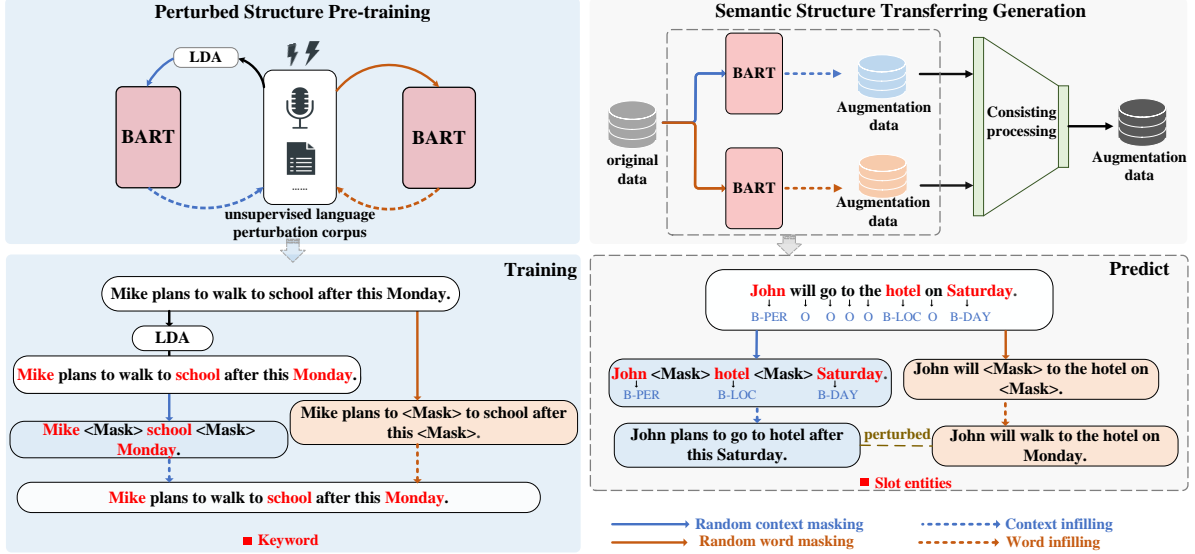 Perturbed Structure Pre-training
LDA
BART
BART
......
unsupervised language
perturbation corpus
Training
Mike plans to walk to school after this Monday.
LDA
Mike plans to walk to school after this Monday.
Mike <Mask> school <Mask>
Monday.
Mike plans to <Mask> to school after
this <Mask>.
Mike plans to walk to school after this Monday.
Keyword
Semantic Structure Transferring Generation
original
data
BART
BART
Augmentation
data
Augmentation
data
Consisting
processing
Augmentation
data
Predict
John will go to the hotel on Saturday.
B-PER O O O O B-LOC O B-DAY
John <Mask> hotel <Mask> Saturday.
B-PER B-LOC B-DAY
John will <Mask> to the hotel on
<Mask>.
John plans to go to hotel after
this Saturday.
perturbed
John will walk to the hotel on
Monday.
Slot entities
Random context masking
Context infilling
Random word masking
Word infilling